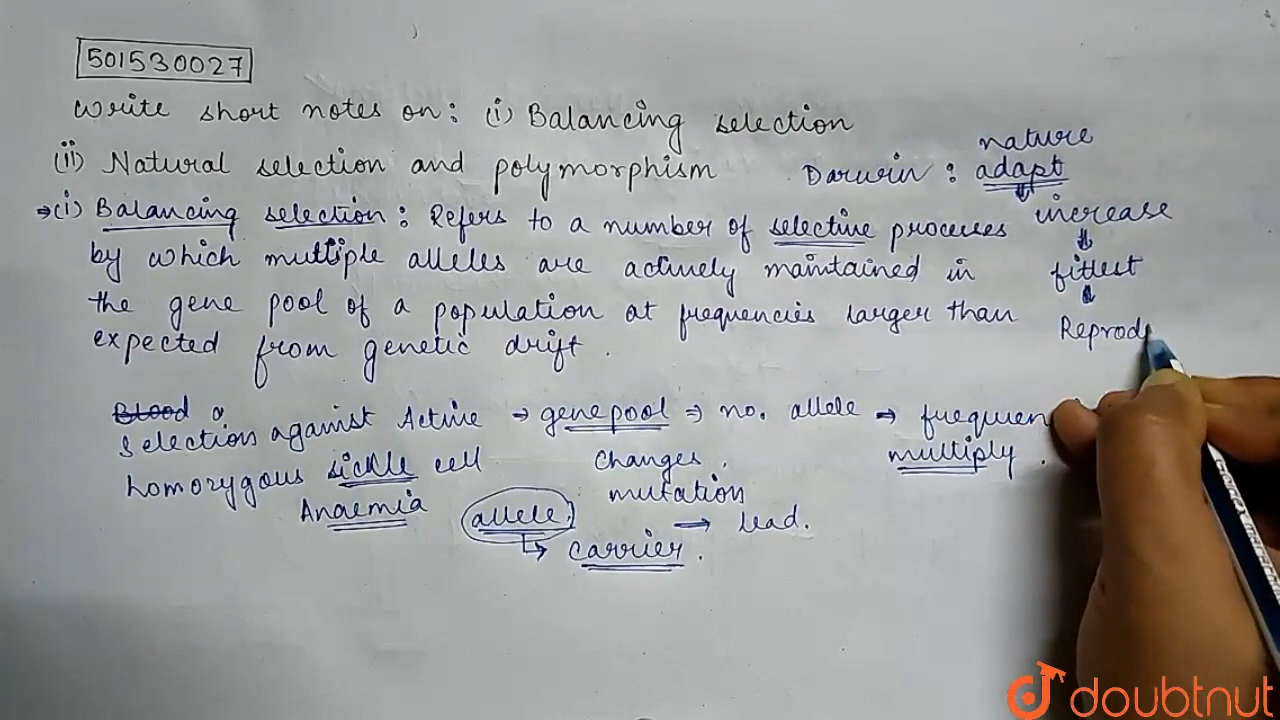 501530027
Write short notes on: (i) Balancing selection
(ii) Natural selection and polymorphism
Darwin : nature
adapt
increase
fittest
Reprod
⇒(i) Balancing selection: Refers to a number of selective processes
by which multiple alleles are actively maintained in
the gene pool of a population at frequencies larger than
expected from genetic drift.
Blood
Selection against Active → gene pool ⇒ no. allele ⇒ frequen
homozygous sickle cell
Anaemia
changes.
mutation
→ lead.
multiply.
allele.
carrier.
doubtnut